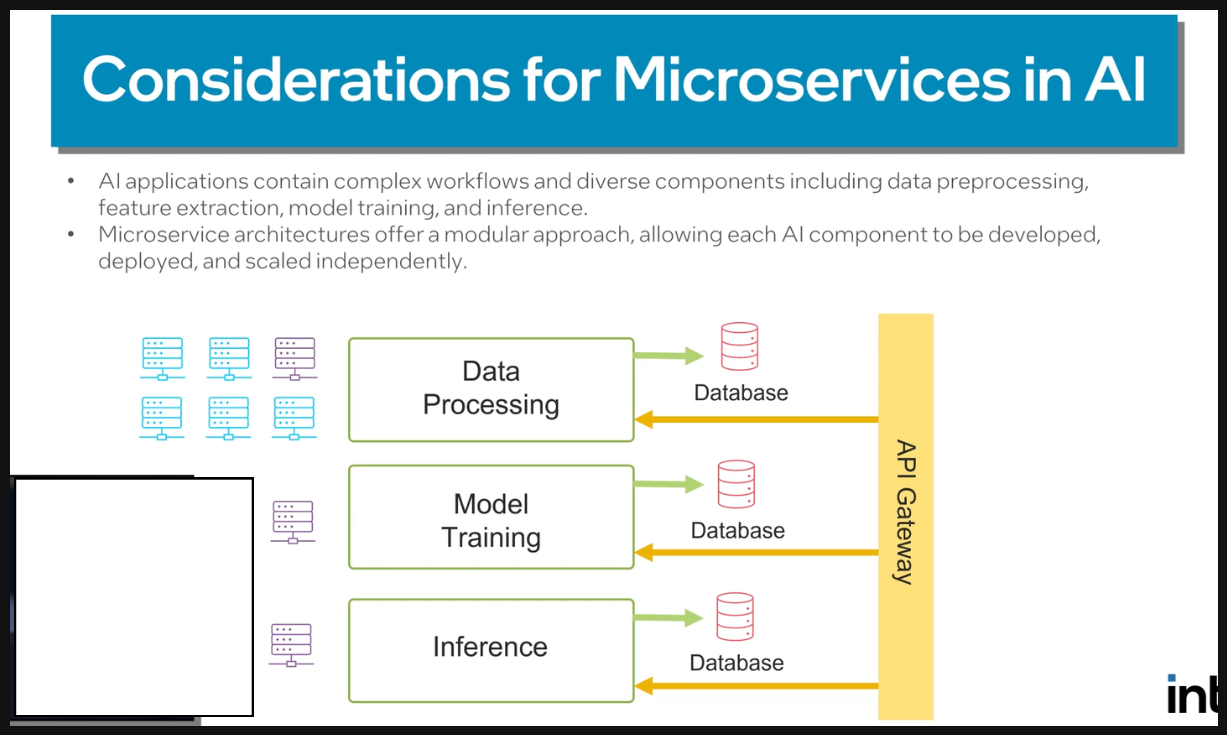 Considerations for Microservices in AI
• AI applications contain complex workflows and diverse components including data preprocessing,
feature extraction, model training, and inference.
• Microservice architectures offer a modular approach, allowing each AI component to be developed,
deployed, and scaled independently.
Data
Processing
Database
Model
Training
Database
Inference
Database
API Gateway
int